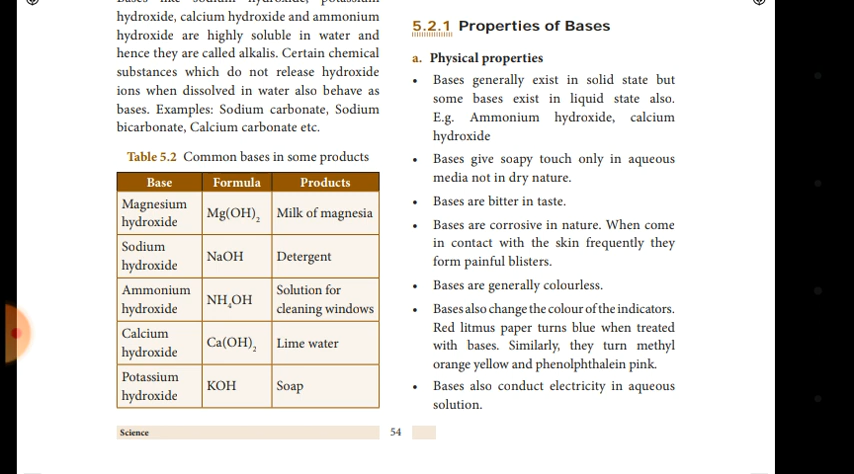 Bases like sodium hydroxide, potassium
hydroxide, calcium hydroxide and ammonium
hydroxide are highly soluble in water and
hence they are called alkalis. Certain chemical
substances which do not release hydroxide
ions when dissolved in water also behave as
bases. Examples: Sodium carbonate, Sodium
bicarbonate, Calcium carbonate etc.
Table 5.2 Common bases in some products
Base Formula Products
Magnesium
hydroxide
Mg(OH)₂
Milk of magnesia
Sodium
hydroxide
NaOH
Detergent
Ammonium
hydroxide
NH₄OH
Solution for
cleaning windows
Calcium
hydroxide
Ca(OH)₂
Lime water
Potassium
hydroxide
KOH
Soap
5.2.1 Properties of Bases
a. Physical properties
• Bases generally exist in solid state but
some bases exist in liquid state also.
E.g. Ammonium hydroxide, calcium
hydroxide
• Bases give soapy touch only in aqueous
media not in dry nature.
• Bases are bitter in taste.
• Bases are corrosive in nature. When come
in contact with the skin frequently they
form painful blisters.
• Bases are generally colourless.
• Bases also change the colour of the indicators.
Red litmus paper turns blue when treated
with bases. Similarly, they turn methyl
orange yellow and phenolphthalein pink.
• Bases also conduct electricity in aqueous
solution.
Science
54